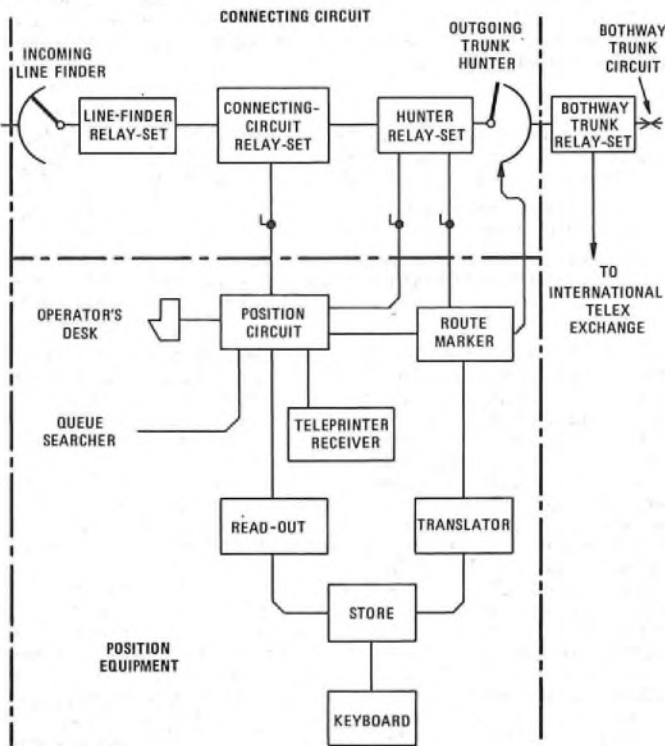 CONNECTING CIRCUIT
INCOMING
LINE FINDER
OUTGOING
TRUNK
HUNTER
BOTHWAY
TRUNK
CIRCUIT
LINE-FINDER
RELAY-SET
CONNECTING-
CIRCUIT
RELAY-SET
HUNTER
RELAY-SET
BOTHWAY
TRUNK
RELAY-SET
TO
INTERNATIONAL
TELEX
EXCHANGE
OPERATOR'S
DESK
POSITION
CIRCUIT
ROUTE
MARKER
QUEUE
SEARCHER
TELEPRINTER
RECEIVER
READ-OUT
TRANSLATOR
STORE
POSITION
EQUIPMENT
KEYBOARD